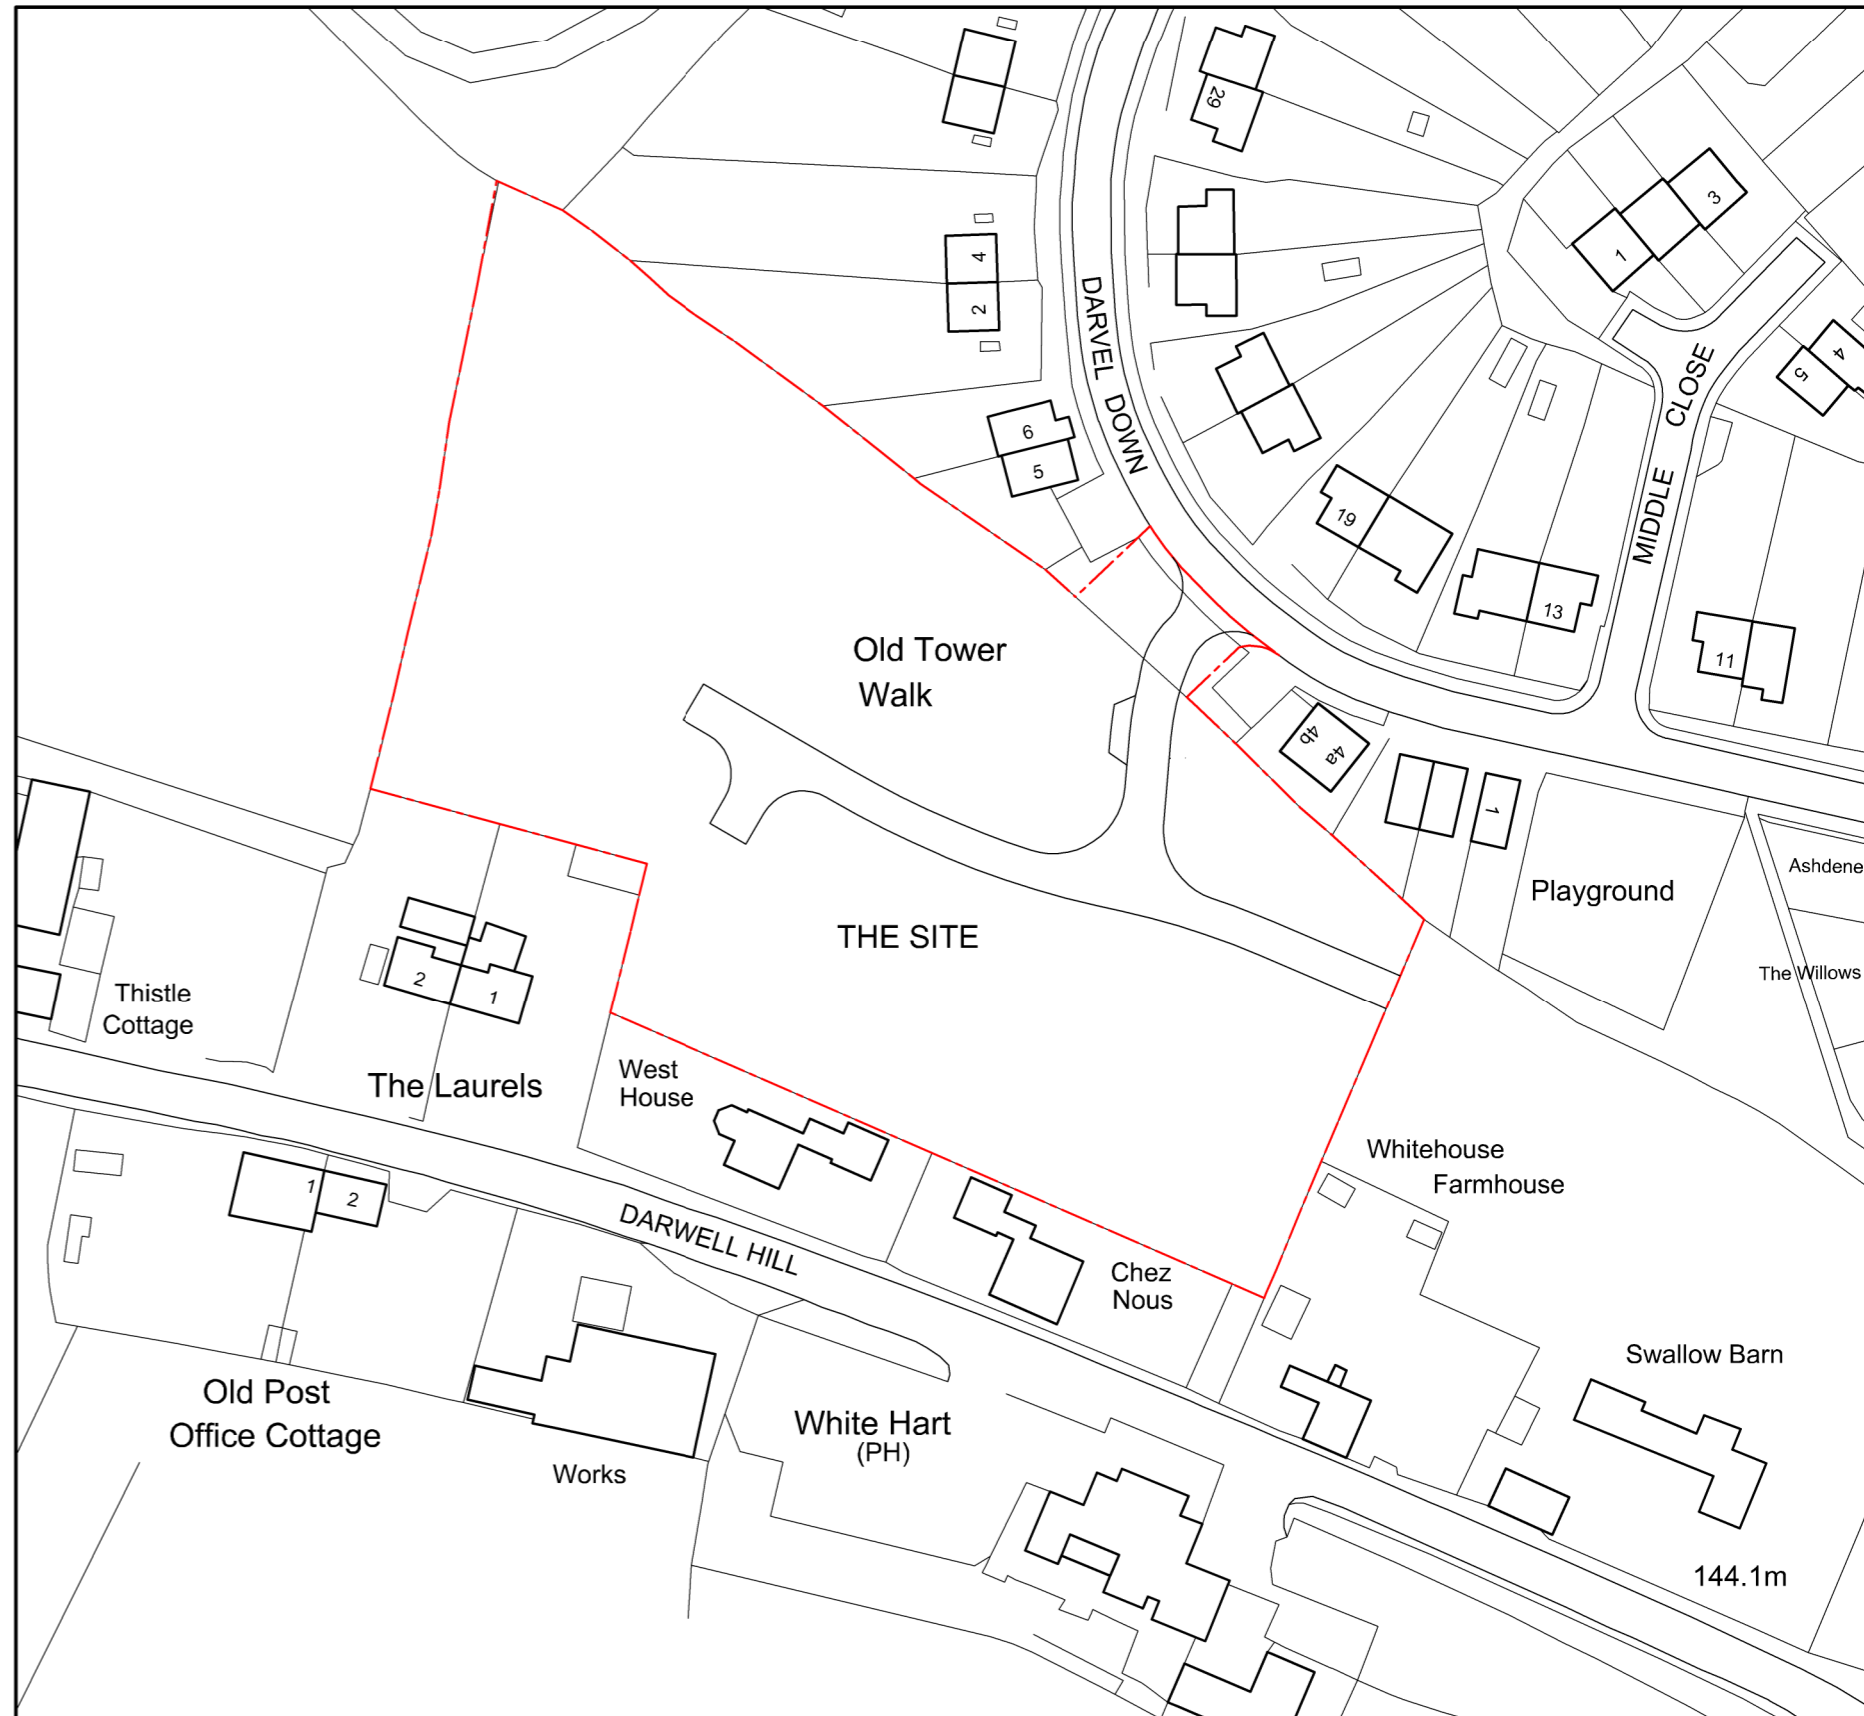 29
3
1
4
2
DARVEL DOWN
MIDDLE CLOSE
4
5
6
5
19
13
11
Old Tower
Walk
4b
4a
1
Playground
Ashdene
The Willows
THE SITE
2
1
Thistle
Cottage
The Laurels
West
House
Whitehouse
Farmhouse
1
2
DARWELL HILL
Chez
Nous
Swallow Barn
Old Post
Office Cottage
White Hart
(PH)
Works
144.1m